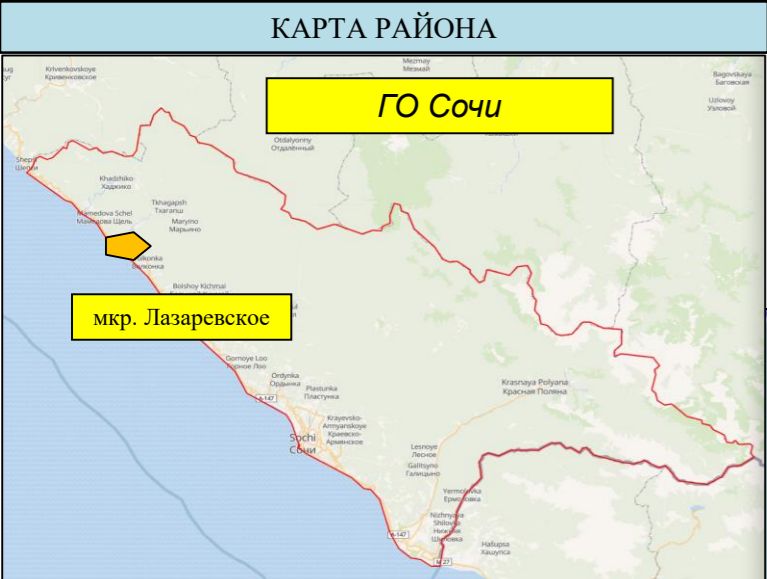 КАРТА РАЙОНА
Mezmay
Мезмай
Krivenkovskoye
Кривенковское
Bagovskaya
Баговская
ГО Сочи
Uzlovoy
Узловой
Otdalyonny
Отдалённый
Shepsi
Шепси
Khadzhiko
Хаджико
Tkhagapsh
Тхагапш
Mamedova Schel
Мамедова Щель
Maryino
Марьино
Bolshoy Kichmai
мкр. Лазаревское
Gornoye Loo
Горное Лоо
Ordynka
Ордынка
Plastunka
Пластунка
Krasnaya Polyana
Красная Поляна
A-147
Krayevsko-
Armyanskoye
Краевско-
Армянское
Sochi
СОЧИ
Lesnoye
Лесное
Galitsyno
Галицыно
Yermolovka
Ермоловка
Nizhnyaya
Shilovka
Нижняя
Шиловка
A-147
Hašupsa
Хашупса